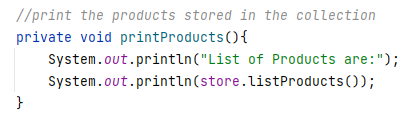 //print the products stored in the collection
private void printProducts(){
    System.out.println("List of Products are:");
    System.out.println(store.listProducts());
}